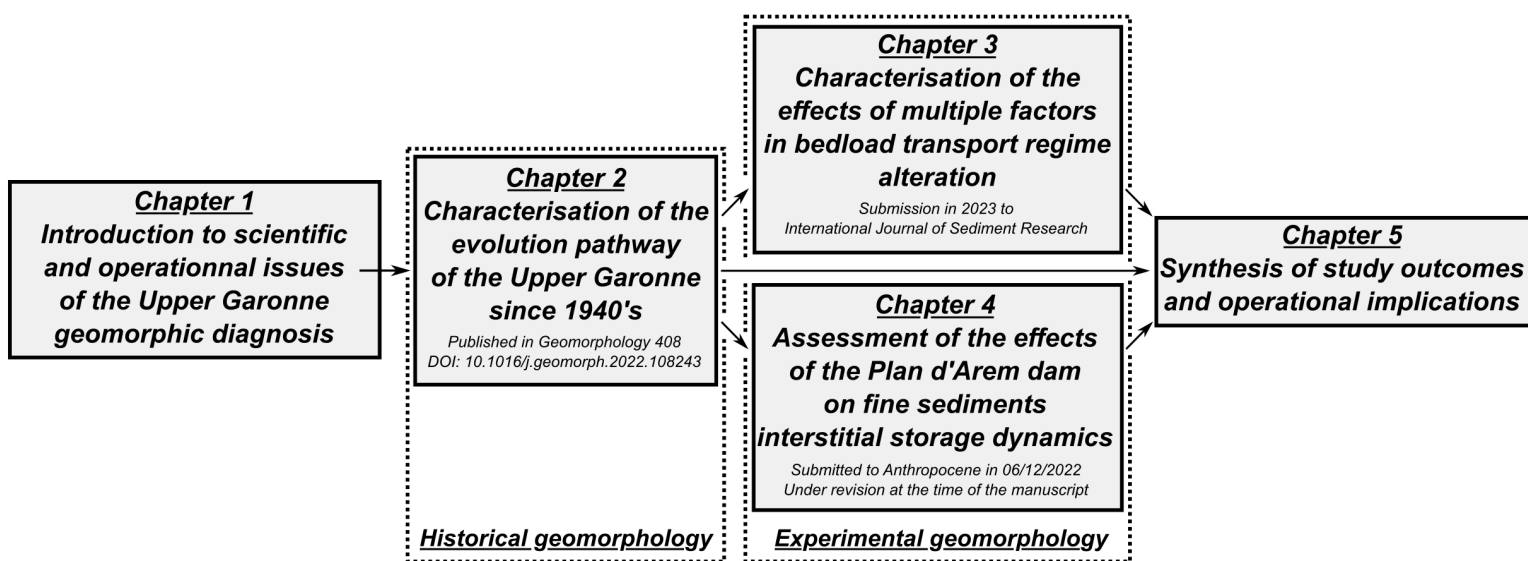 Chapter 1
Introduction to scientific
and operationnal issues
of the Upper Garonne
geomorphic diagnosis
Chapter 2
Characterisation of the
evolution pathway
of the Upper Garonne
since 1940's
Published in Geomorphology 408
DOI: 10.1016/j.geomorph.2022.108243
Historical geomorphology
Chapter 3
Characterisation of the
effects of multiple factors
in bedload transport regime
alteration
Submission in 2023 to
International Journal of Sediment Research
Chapter 4
Assessment of the effects
of the Plan d'Arem dam
on fine sediments
interstitial storage dynamics
Submitted to Anthropocene in 06/12/2022
Under revision at the time of the manuscript
Experimental geomorphology
Chapter 5
Synthesis of study outcomes
and operational implications